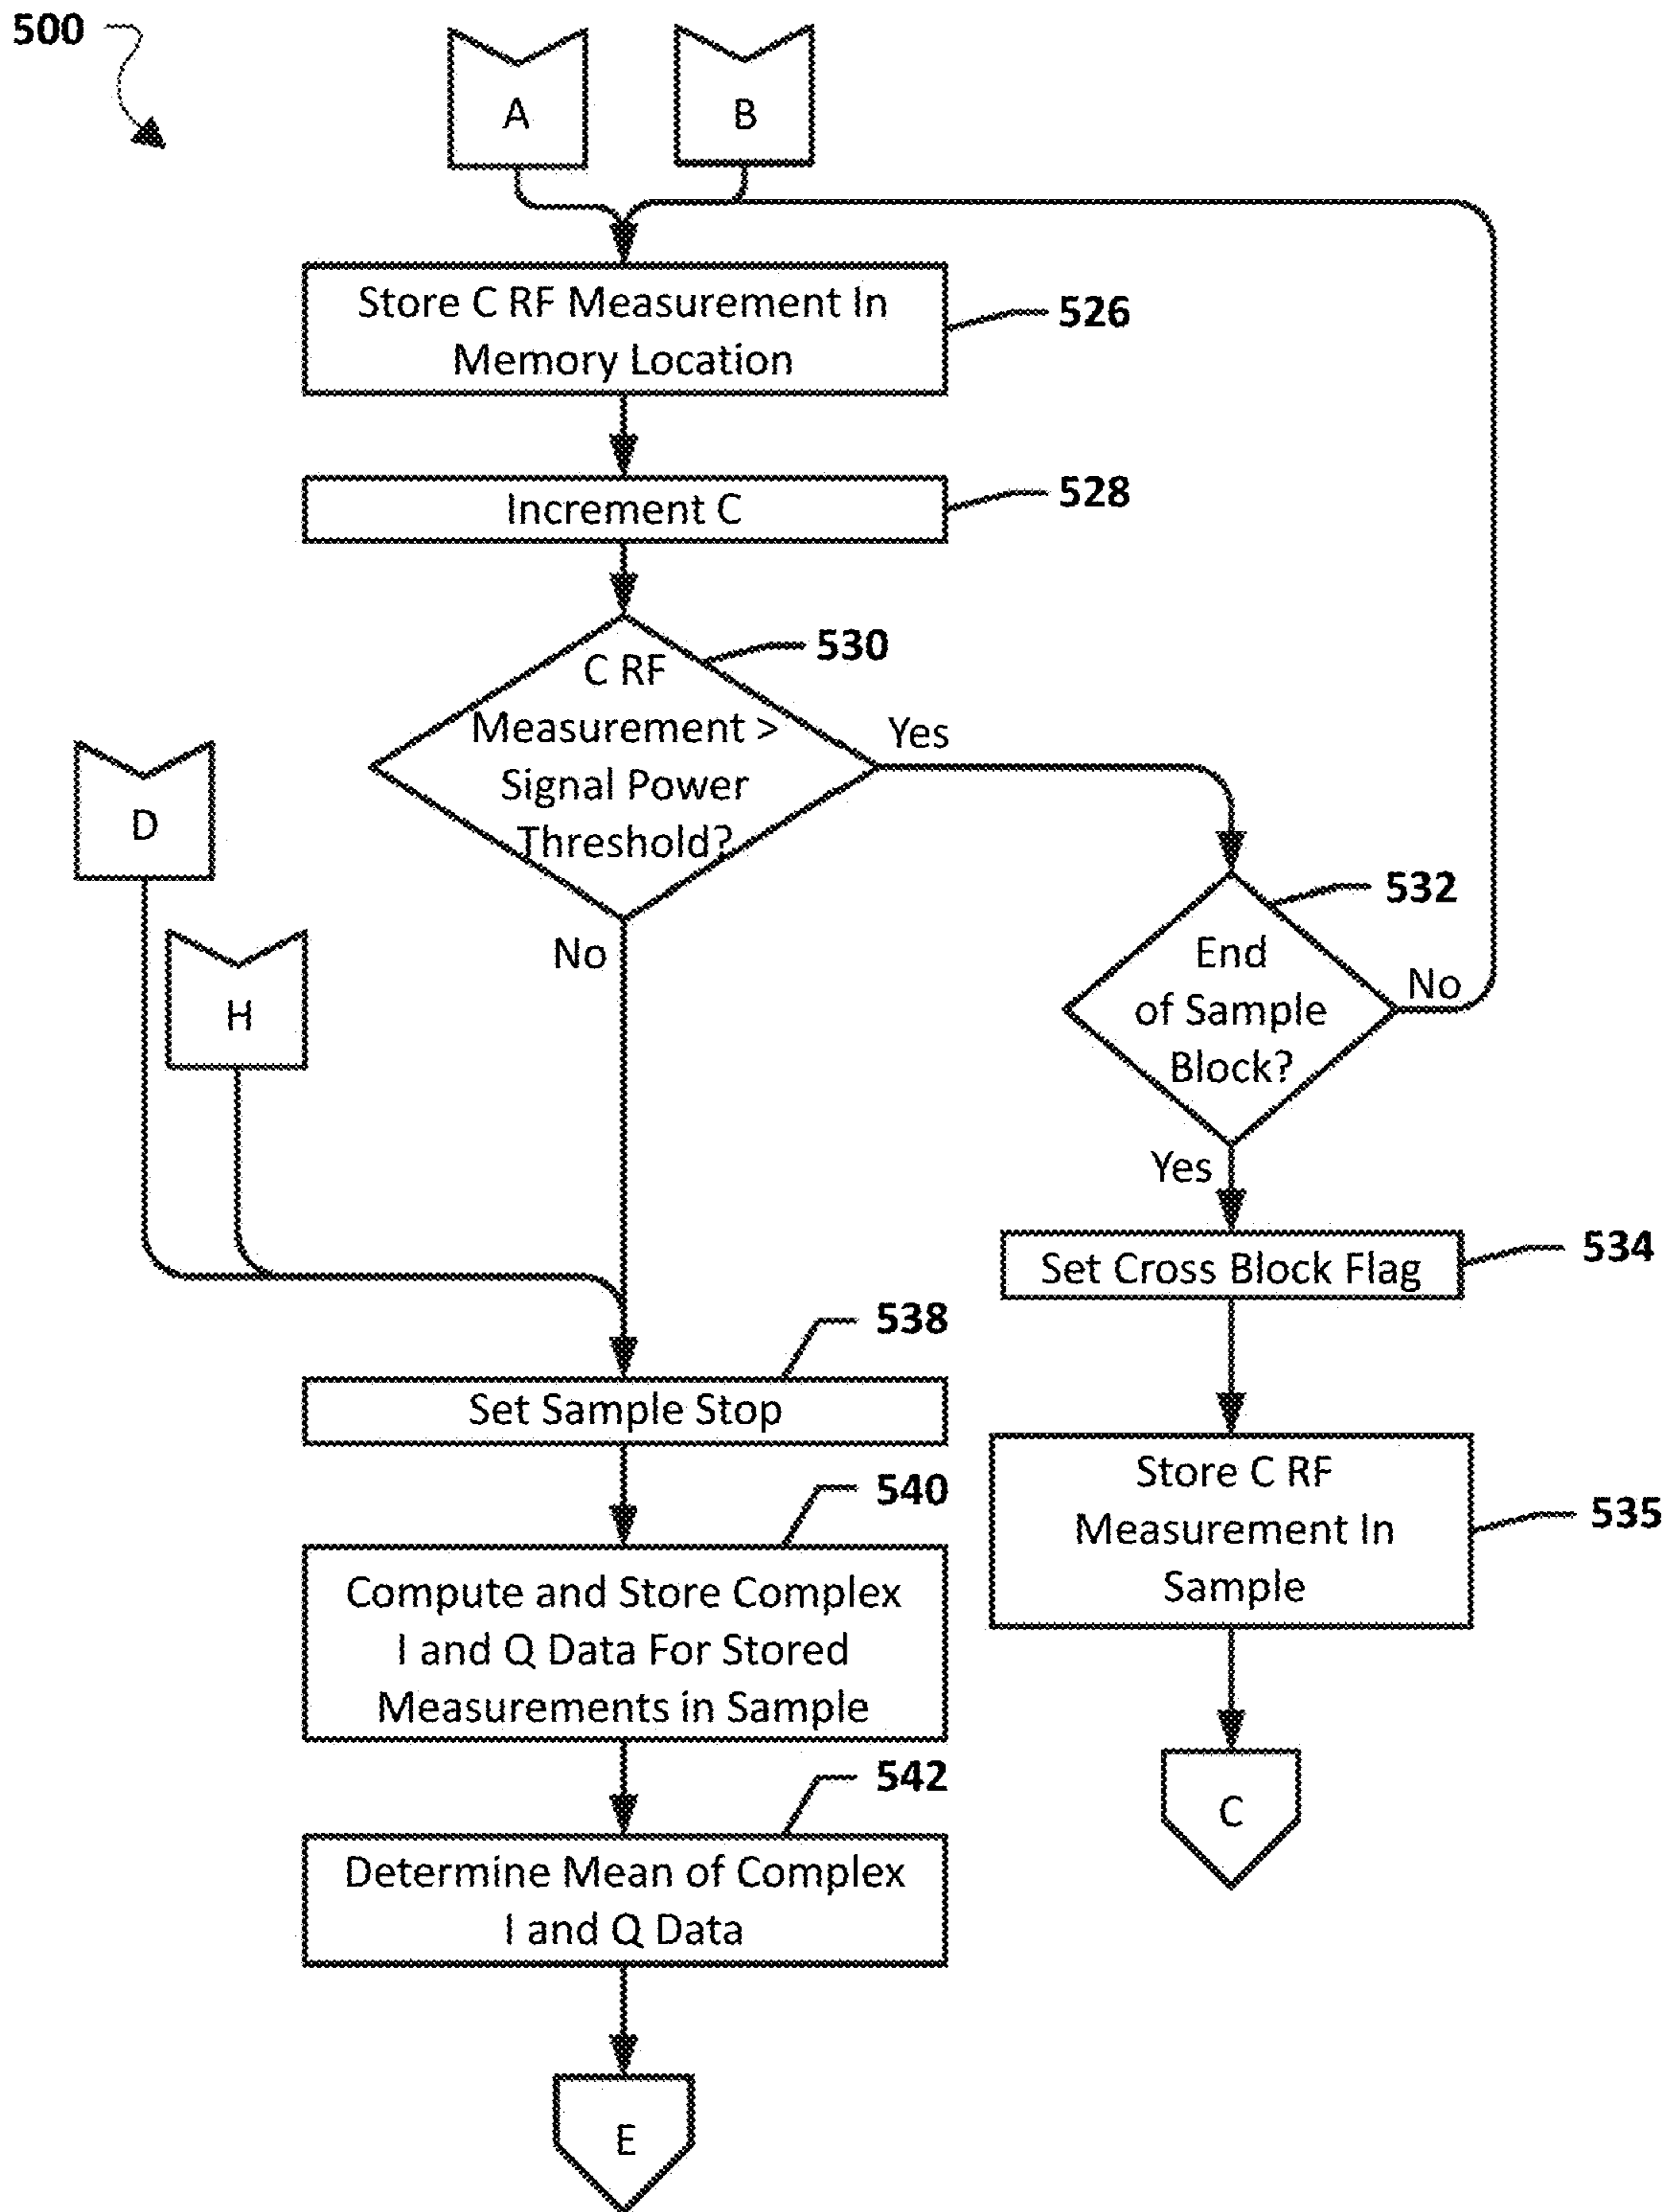 500
A
B
Store C RF Measurement In
Memory Location
526
Increment C
528
530
C RF
Measurement >
Signal Power
Threshold?
Yes
No
D
H
532
End
of Sample
Block?
No
Yes
Set Cross Block Flag
534
538
Set Sample Stop
Store C RF
Measurement In
Sample
535
540
Compute and Store Complex
I and Q Data For Stored
Measurements in Sample
542
Determine Mean of Complex
I and Q Data
C
E